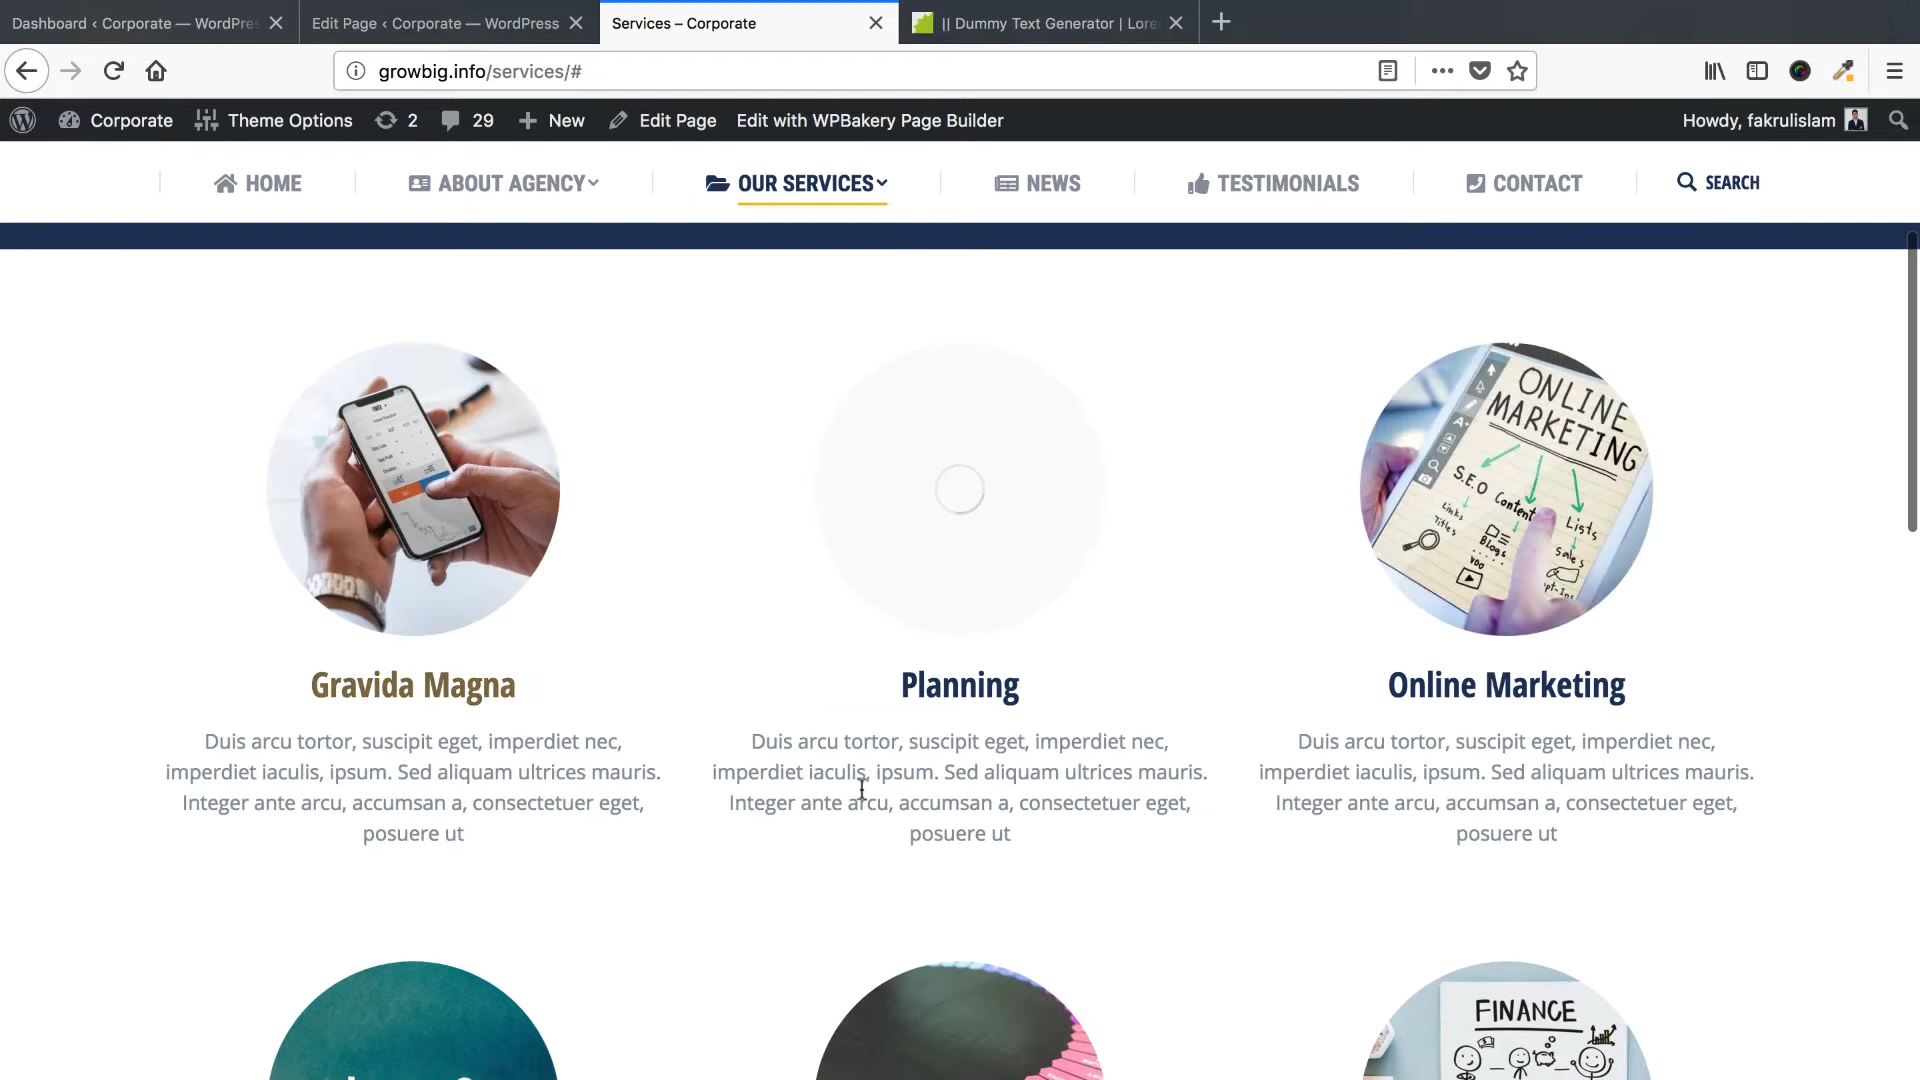 Dashboard ‹ Corporate — WordPre
Edit Page ‹ Corporate — WordPress
Services – Corporate
|| Dummy Text Generator | Lore
growbig.info/services/#
Corporate
Theme Options
2
29
New
Edit Page
Edit with WPBakery Page Builder
Howdy, fakrulislam
HOME
ABOUT AGENCY
OUR SERVICES
NEWS
TESTIMONIALS
CONTACT
SEARCH
ONLINE
MARKETING
S.E.O
Content
Lists
Links
Titles
Blogs
Sales
Gravida Magna
Duis arcu tortor, suscipit eget, imperdiet nec,
imperdiet iaculis, ipsum. Sed aliquam ultrices mauris.
Integer ante arcu, accumsan a, consectetuer eget,
posuere ut
Planning
Duis arcu tortor, suscipit eget, imperdiet nec,
imperdiet iaculis, ipsum. Sed aliquam ultrices mauris.
Integer ante arcu, accumsan a, consectetuer eget,
posuere ut
Online Marketing
Duis arcu tortor, suscipit eget, imperdiet nec,
imperdiet iaculis, ipsum. Sed aliquam ultrices mauris.
Integer ante arcu, accumsan a, consectetuer eget,
posuere ut
FINANCE